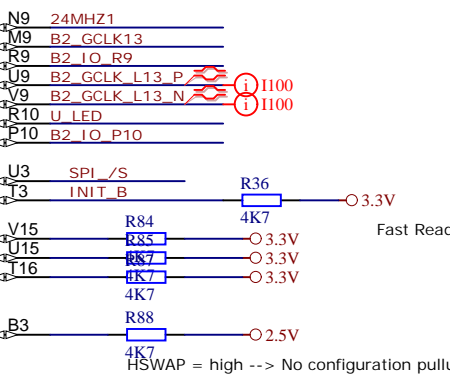 N9 24MHZ1
M9 B2_GCLK13
R9 B2_IO_R9
U9 B2_GCLK_L13_P i I100
V9 B2_GCLK_L13_N i I100
R10 U_LED
P10 B2_IO_P10
U3 SPI_/S
T3 INIT_B R36 4K7 3.3V
Fast Read
V15 R84 3.3V
U15 R85 4K7 3.3V
T16 R87 4K7 3.3V
B3 R88 4K7 2.5V
HSWAP = high --> No configuration pullu